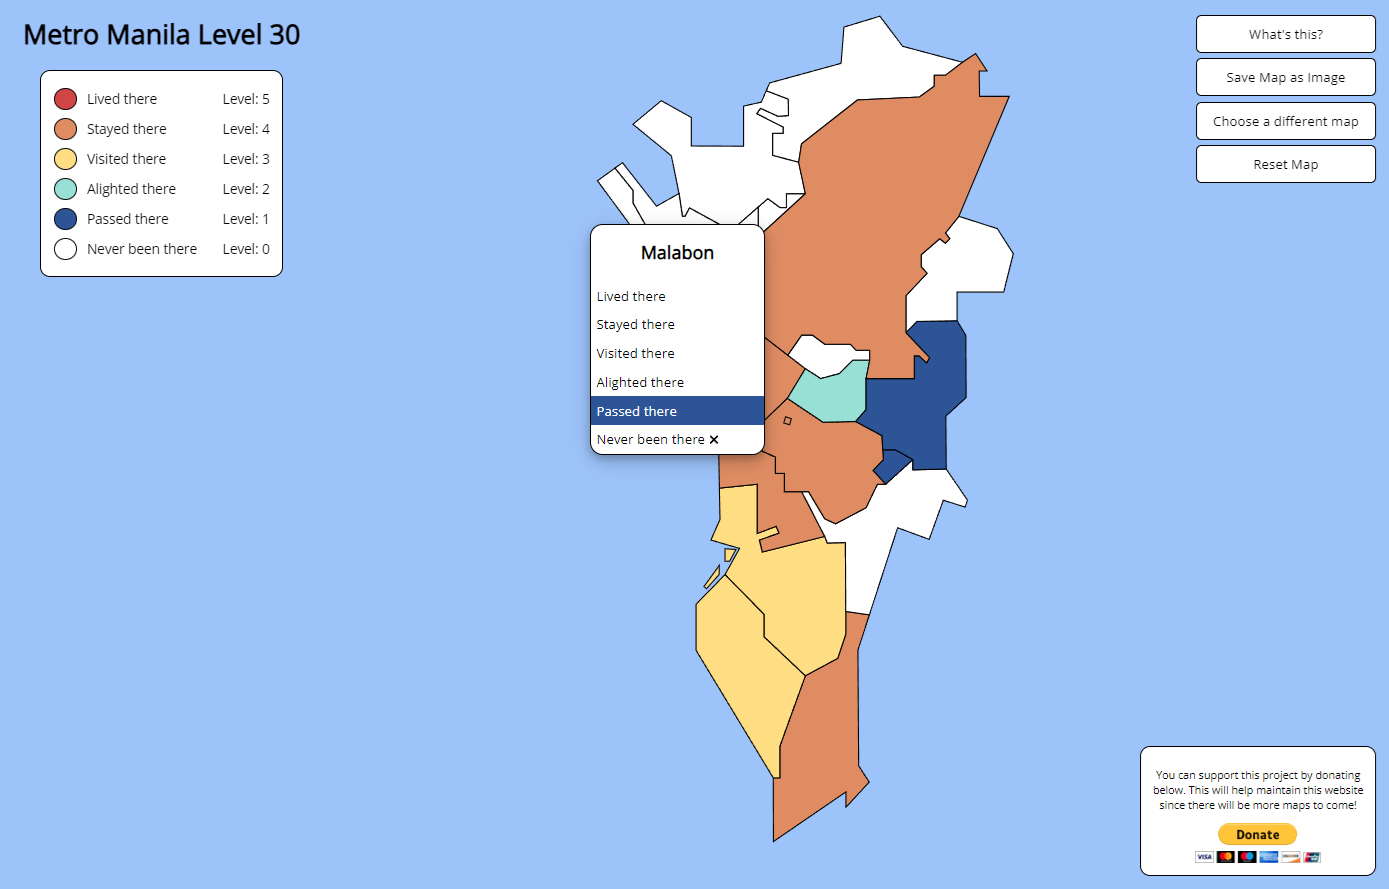 Metro Manila Level 30
Lived there Level: 5
Stayed there Level: 4
Visited there Level: 3
Alighted there Level: 2
Passed there Level: 1
Never been there Level: 0
What's this?
Save Map as Image
Choose a different map
Reset Map
Malabon
Lived there
Stayed there
Visited there
Alighted there
Passed there
Never been there ×
You can support this project by donating
below. This will help maintain this website
since there will be more maps to come!
Donate
VISA